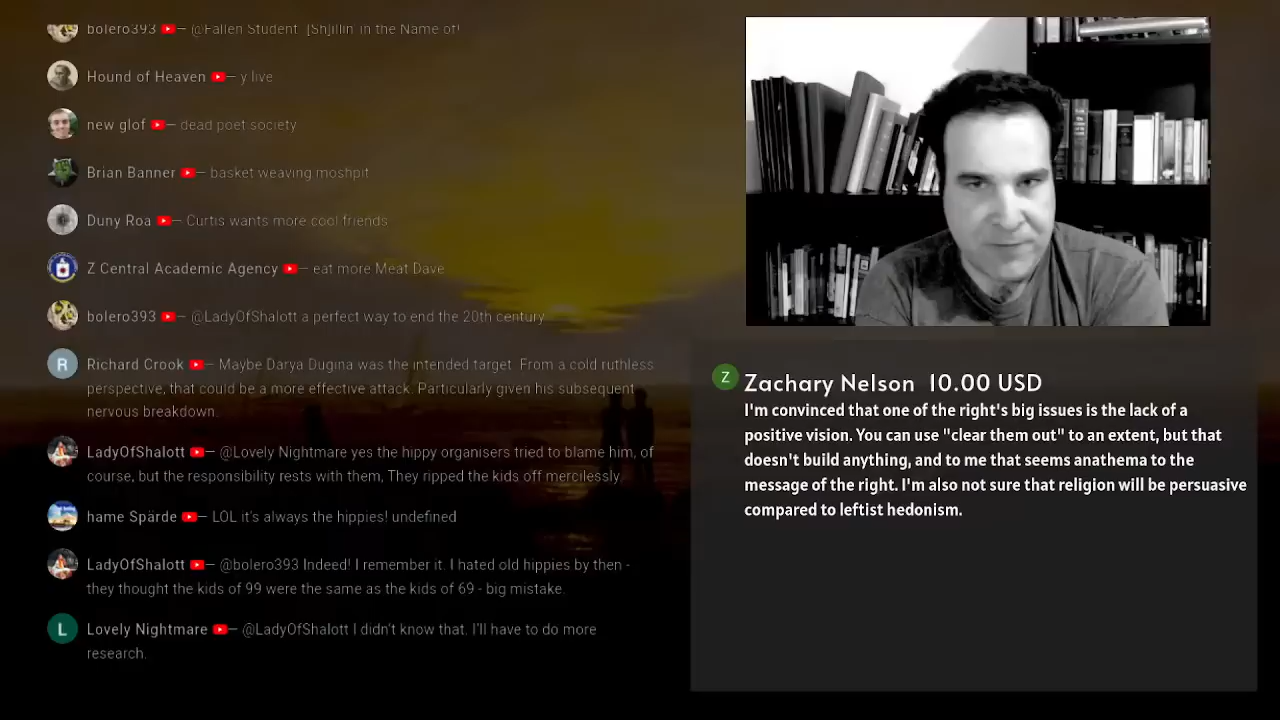 bolero393 — @Fallen Student [Sh]illin' in the Name of!
Hound of Heaven — y live
new glof — dead poet society
Brian Banner — basket weaving moshpit
Duny Roa — Curtis wants more cool friends
Z Central Academic Agency — eat more Meat Dave
bolero393 — @LadyOfShalott a perfect way to end the 20th century
R
Richard Crook — Maybe Darya Dugina was the intended target. From a cold ruthless
perspective, that could be a more effective attack. Particularly given his subsequent
nervous breakdown.
LadyOfShalott — @Lovely Nightmare yes the hippy organisers tried to blame him, of
course, but the responsibility rests with them, They ripped the kids off mercilessly.
hame Spärde — LOL it's always the hippies! undefined
LadyOfShalott — @bolero393 Indeed! I remember it. I hated old hippies by then -
they thought the kids of 99 were the same as the kids of 69 - big mistake.
L
Lovely Nightmare — @LadyOfShalott I didn't know that. I'll have to do more
research.
Z
Zachary Nelson 10.00 USD
I'm convinced that one of the right's big issues is the lack of a
positive vision. You can use "clear them out" to an extent, but that
doesn't build anything, and to me that seems anathema to the
message of the right. I'm also not sure that religion will be persuasive
compared to leftist hedonism.